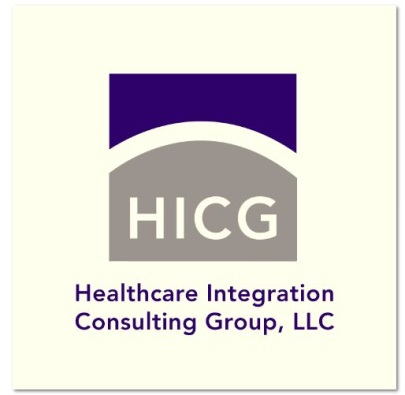 HICG
Healthcare Integration
Consulting Group, LLC